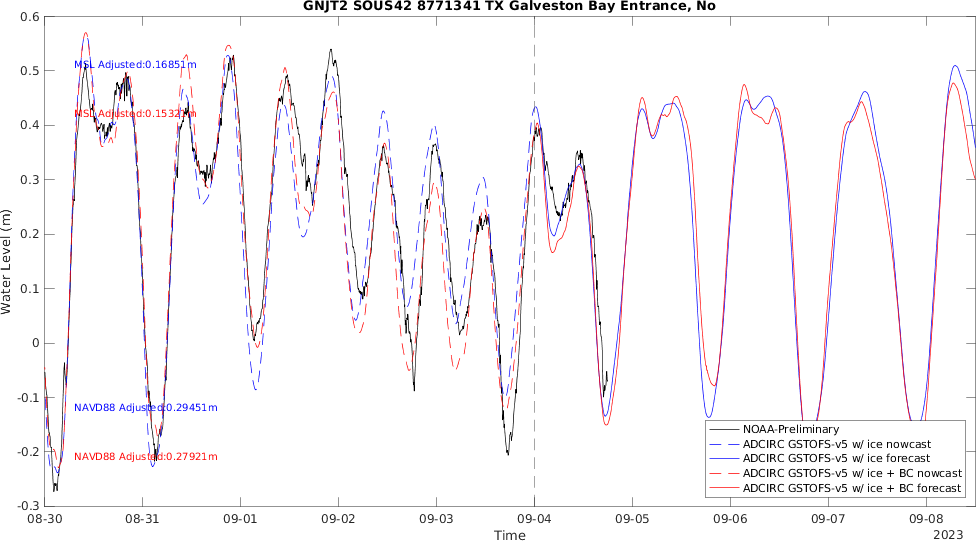 GNJT2 SOUS42 8771341 TX Galveston Bay Entrance, No
0.6
0.5
0.4
0.3
0.2
0.1
0
-0.1
-0.2
-0.3
Water Level (m)
MSL Adjusted:0.16851m
MSL Adjusted:0.1532 m
NAVD88 Adjusted:0.29451m
NAVD88 Adjusted:0.27921m
NOAA-Preliminary
ADCIRC GSTOFS-v5 w/ ice nowcast
ADCIRC GSTOFS-v5 w/ ice forecast
ADCIRC GSTOFS-v5 w/ ice + BC nowcast
ADCIRC GSTOFS-v5 w/ ice + BC forecast
08-30 08-31 09-01 09-02 09-03 09-04 09-05 09-06 09-07 09-08
Time
2023